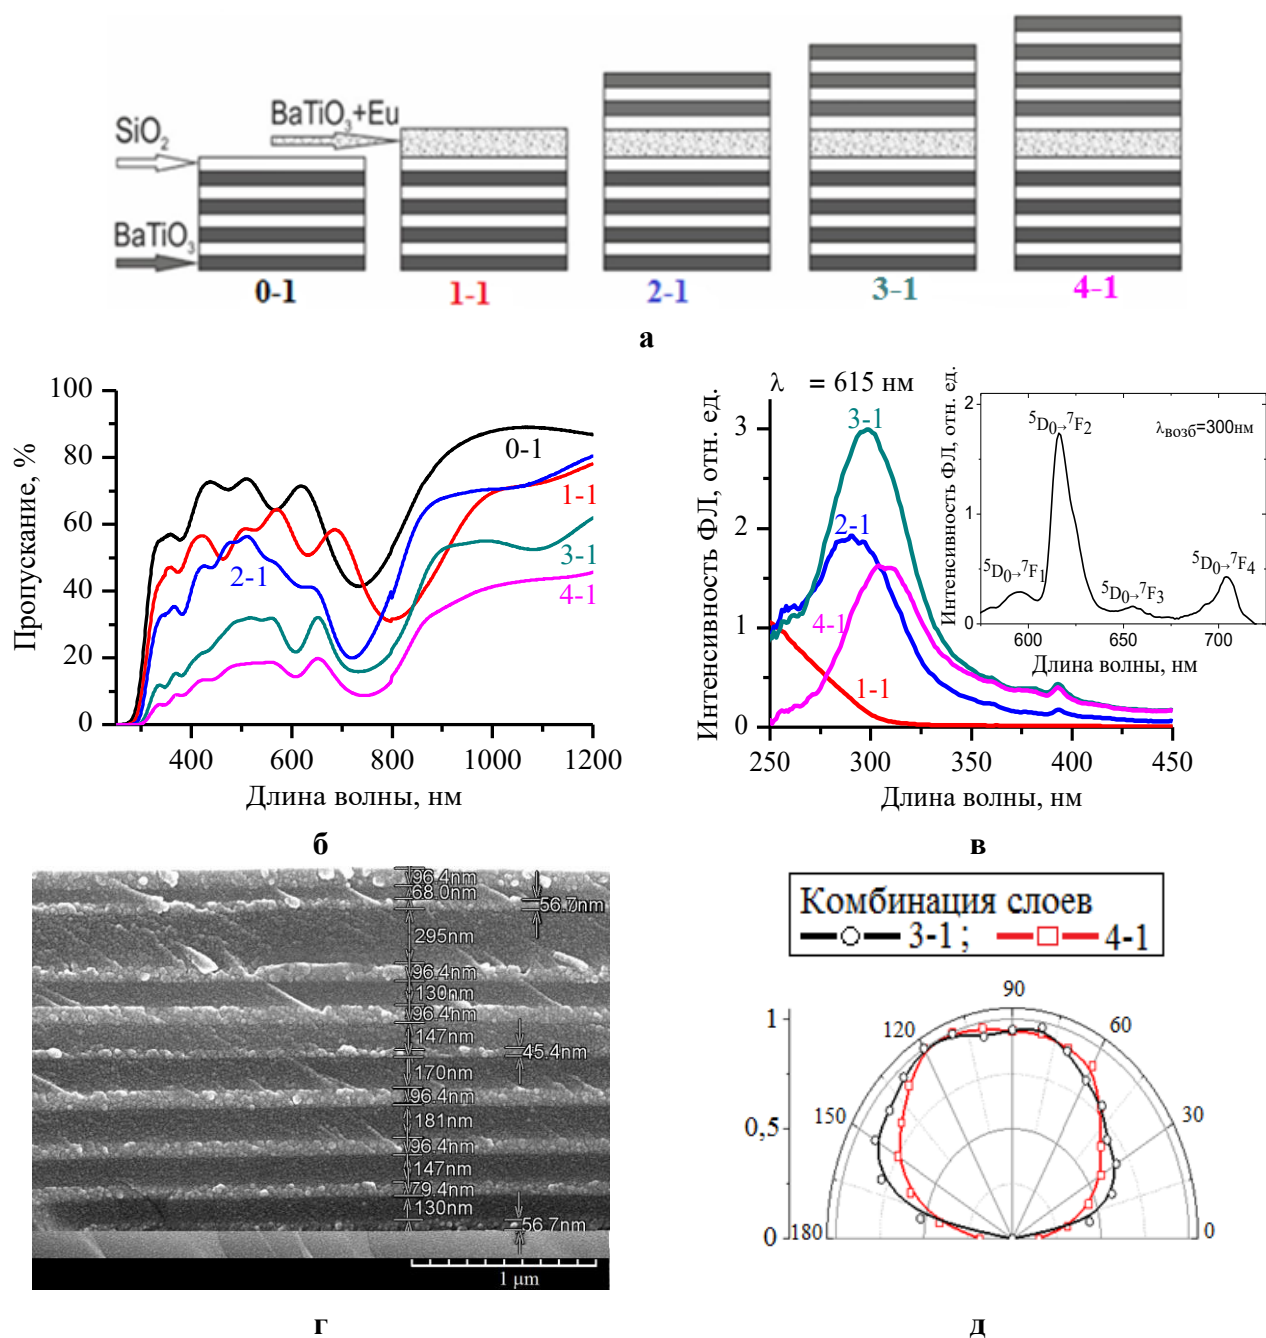 SiO2
BaTiO3+Eu
BaTiO3
0-1
1-1
2-1
3-1
4-1
а
100
80
60
40
20
0
Пропускание, %
0-1
1-1
2-1
3-1
4-1
400
600
800
1000
1200
Длина волны, нм
б
λ = 615 нм
Интенсивность ФЛ, отн. ед.
3
2
1
0
3-1
2-1
4-1
1-1
250
300
350
400
450
Длина волны, нм
Интенсивность ФЛ, отн. ед.
2
1
0
5D0→7F2
λвозб=300нм
5D0→7F1
5D0→7F3
5D0→7F4
600
650
700
Длина волны, нм
в
96.4nm
68.0nm
56.7nm
295nm
96.4nm
130nm
96.4nm
147nm
45.4nm
170nm
96.4nm
181nm
96.4nm
147nm
79.4nm
130nm
56.7nm
1 µm
г
Комбинация слоев
3-1 ; 4-1
1
0,5
0
90
120
60
150
30
180
0
д